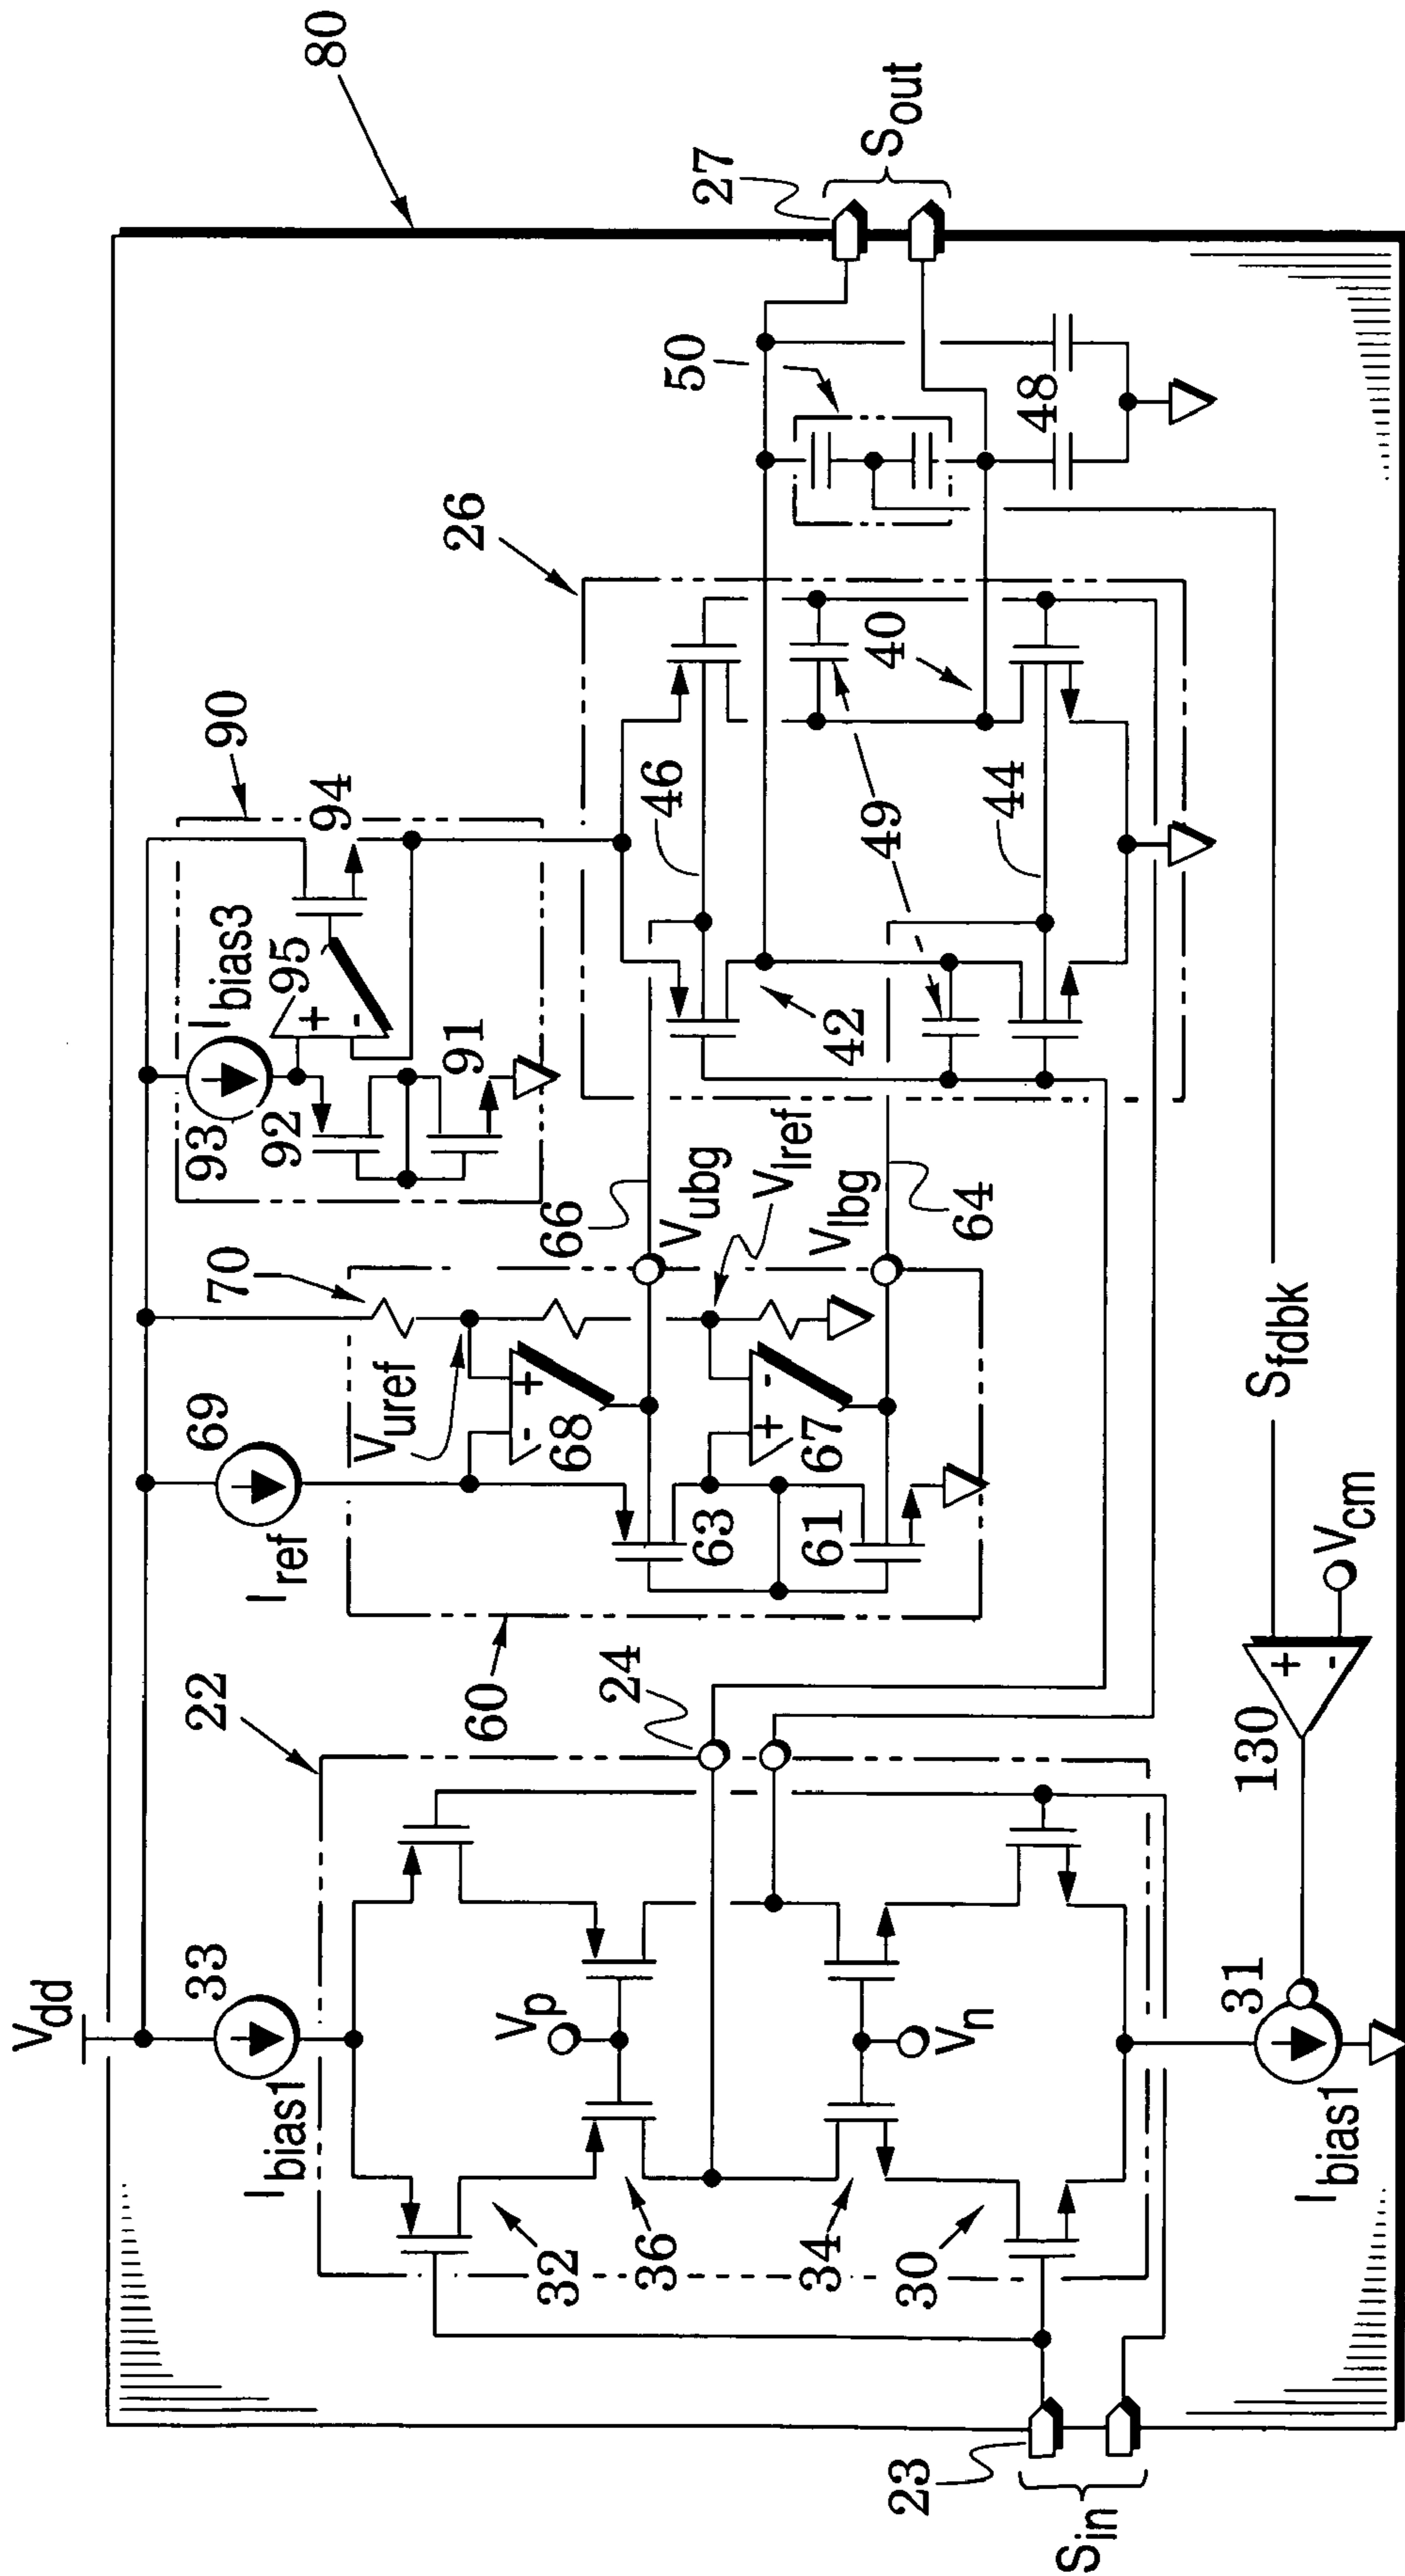 80
V_dd
33
I_bias1
22
69
I_ref
70
90
I_bias3
93
95
94
92
91
26
V_uref
68
66
V_ubg
46
50
27
S_out
32
36
V_p
24
60
63
V_lref
42
49
40
34
V_n
61
67
V_lbg
64
44
48
30
23
S_in
31
I_bias1
130
V_cm
S_fdbk
+
-
-
+
+
-
+
-